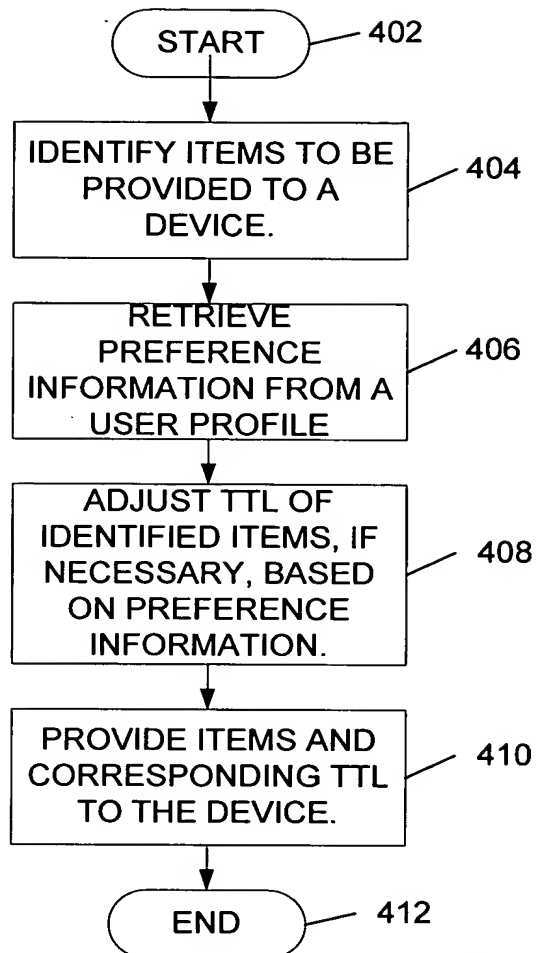 START
402
IDENTIFY ITEMS TO BE
PROVIDED TO A
DEVICE.
404
RETRIEVE
PREFERENCE
INFORMATION FROM A
USER PROFILE
406
ADJUST TTL OF
IDENTIFIED ITEMS, IF
NECESSARY, BASED
ON PREFERENCE
INFORMATION.
408
PROVIDE ITEMS AND
CORRESPONDING TTL
TO THE DEVICE.
410
END
412